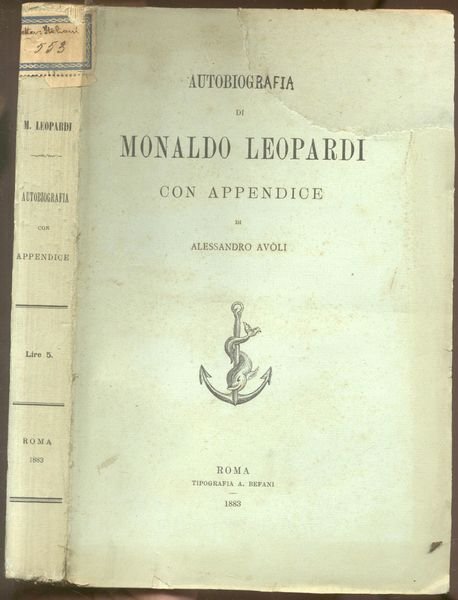 553
M. LEOPARDI
AUTOBIOGRAFIA
CON
APPENDICE
Lire 5.
ROMA
1883
AUTOBIOGRAFIA
DI
MONALDO LEOPARDI
CON APPENDICE
DI
ALESSANDRO AVÒLI
ROMA
TIPOGRAFIA A. BEFANI
1883